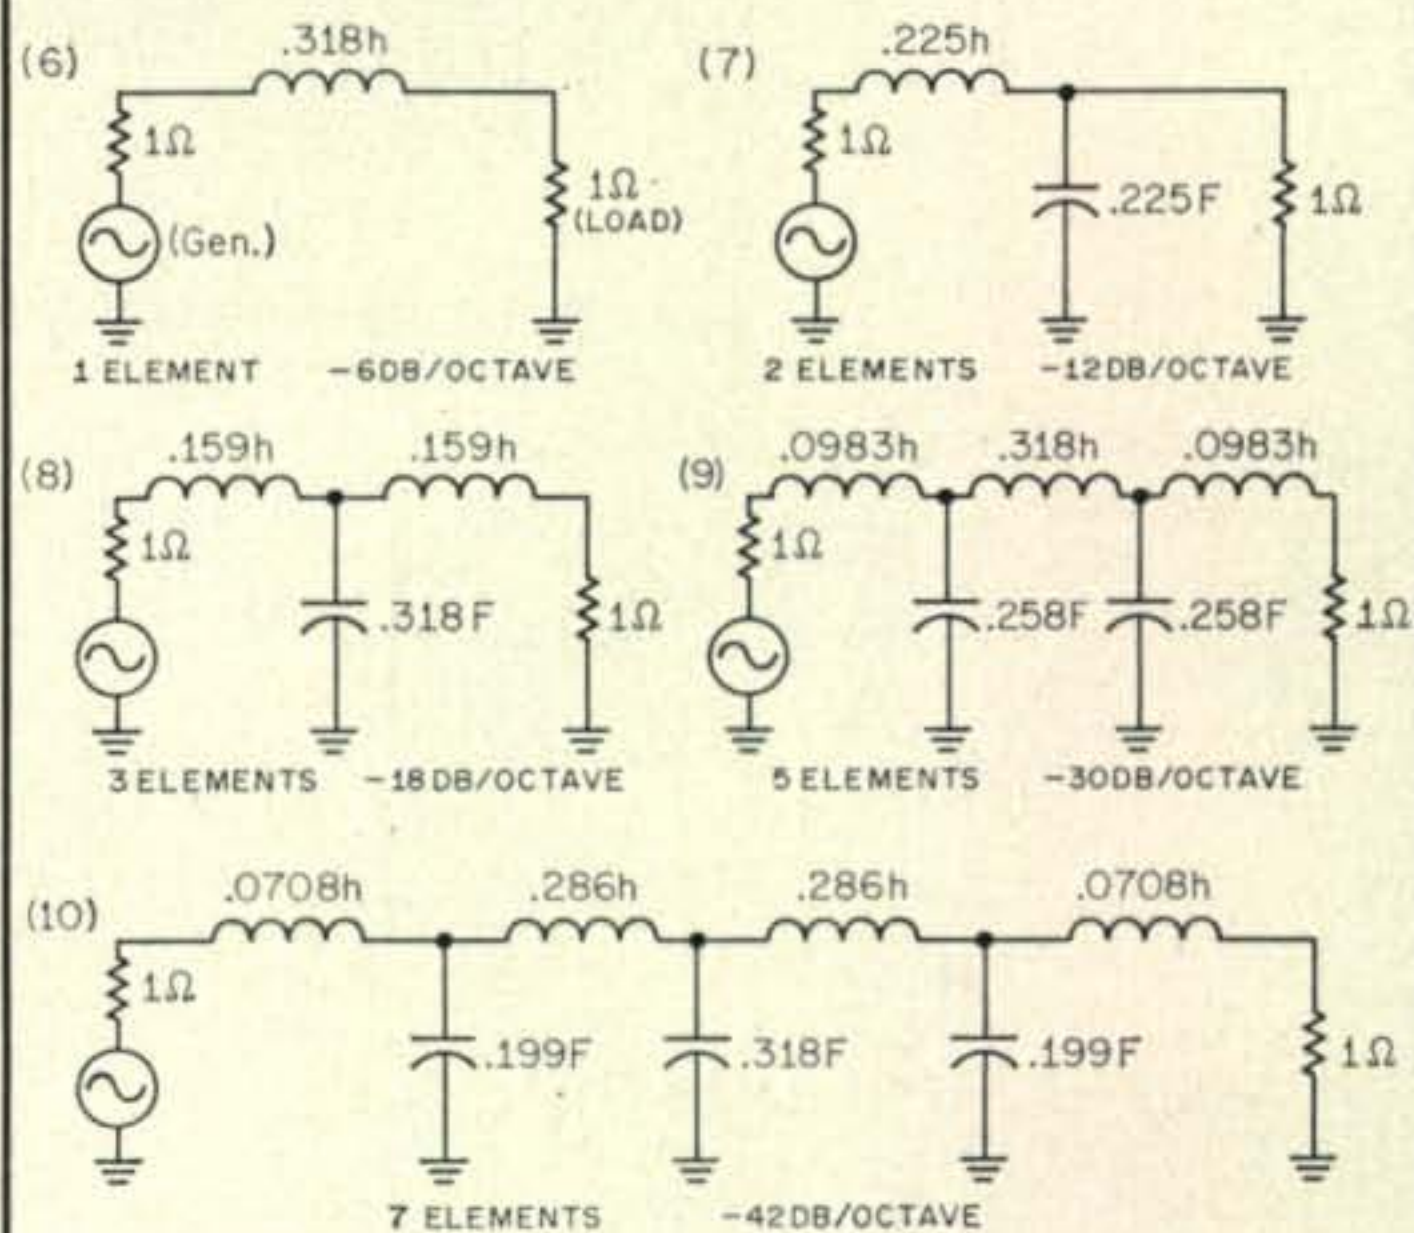 (6)
.318h
1Ω
(Gen.)
1Ω
(LOAD)
1 ELEMENT -6DB/OCTAVE
(7)
.225h
1Ω
.225F
1Ω
2 ELEMENTS -12DB/OCTAVE
(8)
.159h .159h
1Ω
.318F
1Ω
3 ELEMENTS -18DB/OCTAVE
(9)
.0983h .318h .0983h
1Ω
.258F .258F
1Ω
5 ELEMENTS -30DB/OCTAVE
(10)
.0708h .286h .286h .0708h
1Ω
.199F .318F .199F
1Ω
7 ELEMENTS -42DB/OCTAVE